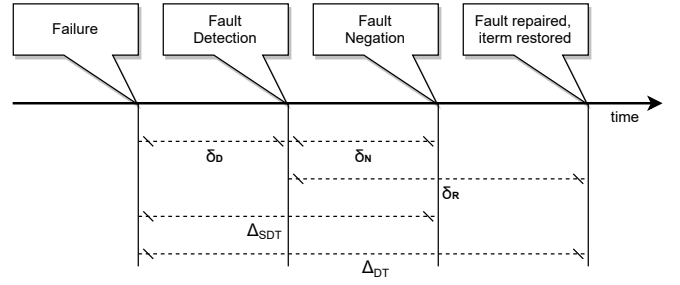 Failure
Fault
Detection
Fault
Negation
Fault repaired,
iterm restored
time
δD
δN
δR
ΔSDT
ΔDT